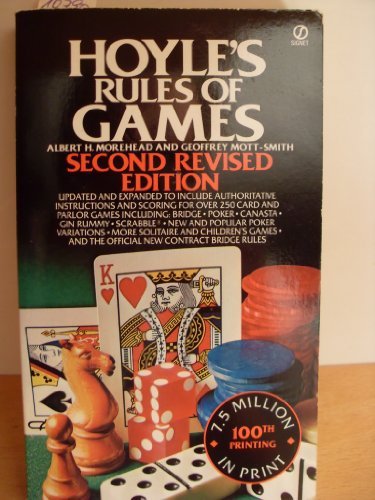 SIGNET
HOYLE'S
RULES OF
GAMES
ALBERT H. MOREHEAD AND GEOFFREY MOTT-SMITH
SECOND REVISED
EDITION
UPDATED AND EXPANDED TO INCLUDE AUTHORITATIVE
INSTRUCTIONS AND SCORING FOR OVER 250 CARD AND
PARLOR GAMES INCLUDING: BRIDGE • POKER • CANASTA •
GIN RUMMY • SCRABBLE® • NEW AND POPULAR POKER
VARIATIONS • MORE SOLITAIRE AND CHILDREN'S GAMES •
AND THE OFFICIAL NEW CONTRACT BRIDGE RULES
K
7.5 MILLION
100TH
PRINTING
IN PRINT